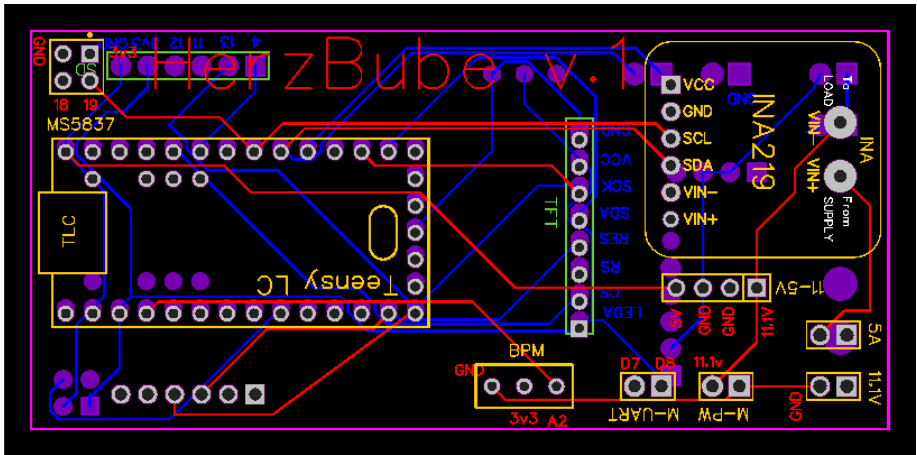 HerzBube v.1
GND
3v3
SD
3v3 GND 3v3 11 12 11 13 4
18 19
MS5837
TLC
Teensy LC
GND
VCC
SCK
SDA
RES
RS
CS
LEDA
TFT
VCC
GND
SCL
SDA
VIN-
VIN+
INA219
GND
To
LOAD
VIN-
VIN+
From
SUPPLY
INA
5V
GND
GND
11.1V
11-5V
5A
BPM
GND
3v3 A2
D7 D8
M-UART
11.1v
M-PW
GND
11,1V